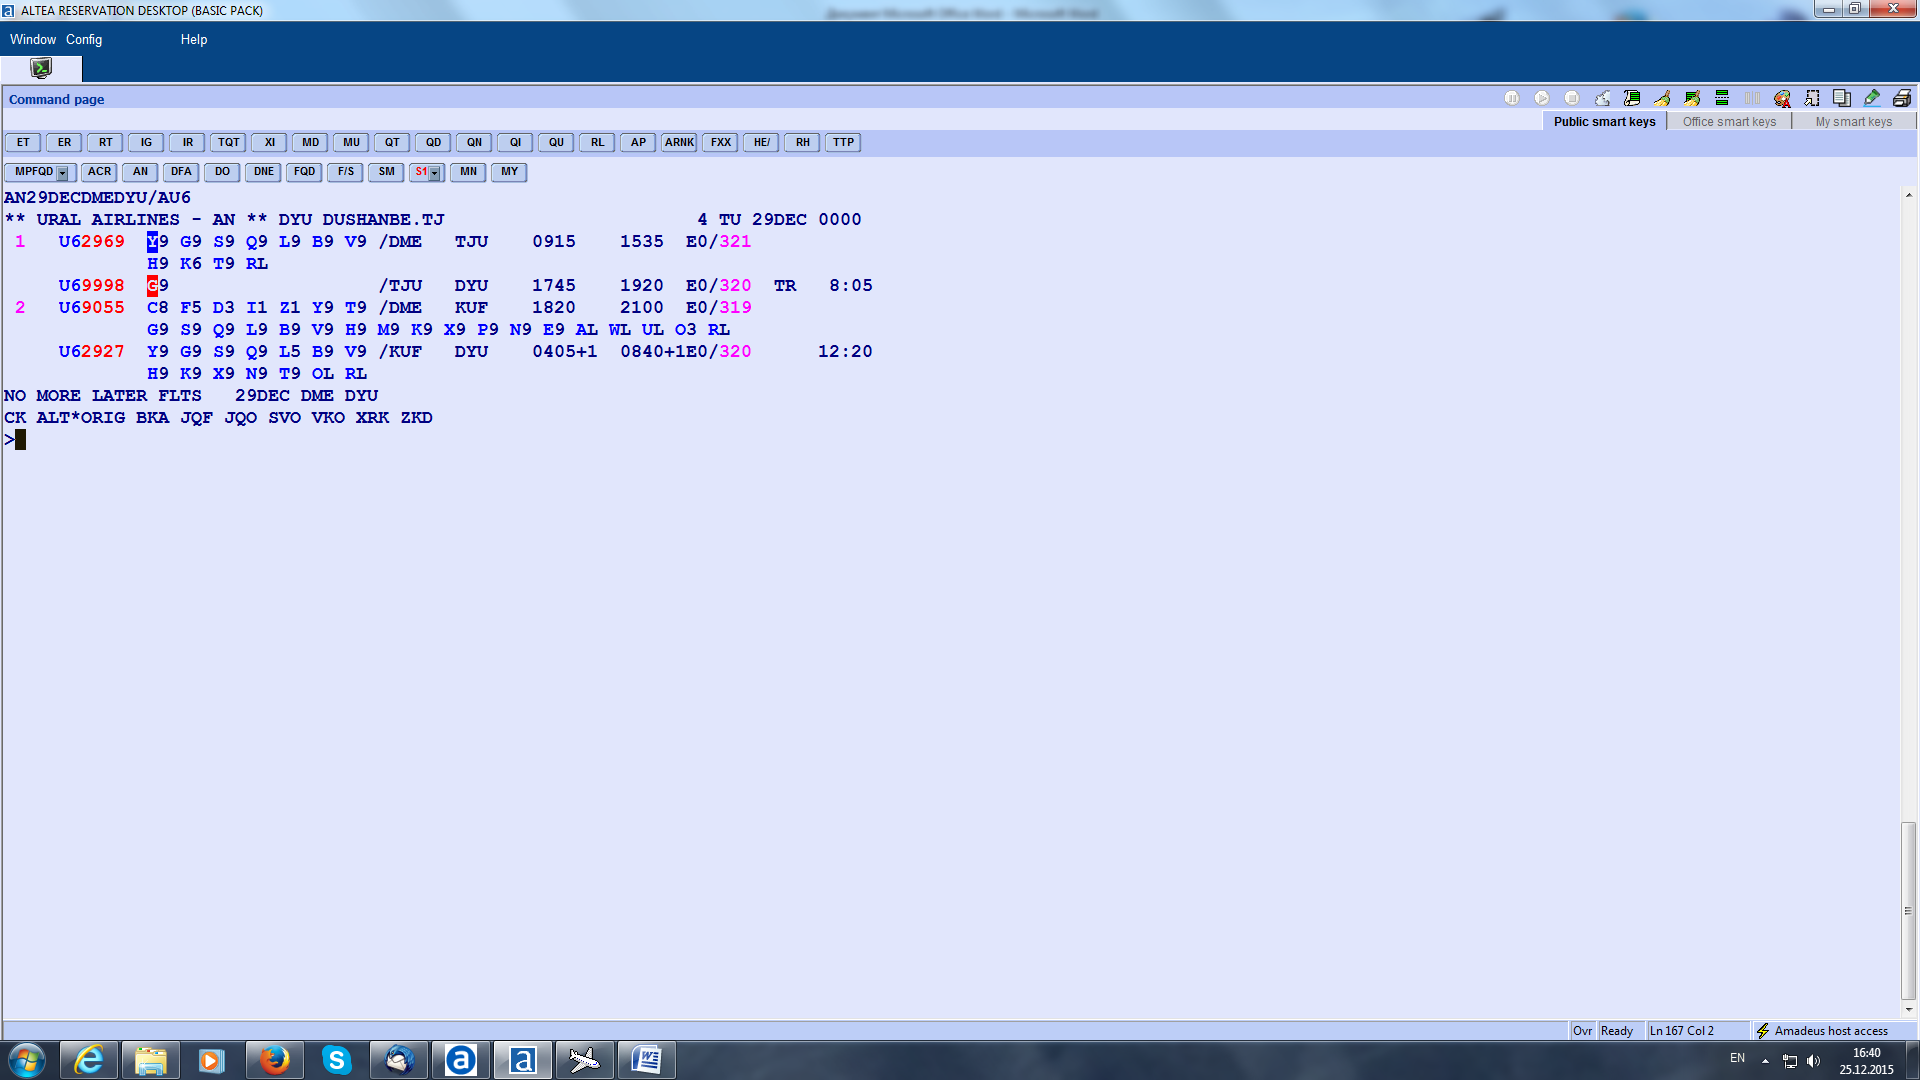 ALTEA RESERVATION DESKTOP (BASIC PACK)
Window Config Help
Command page
Public smart keys Office smart keys My smart keys
ET ER RT IG IR TQT XI MD MU QT QD QN QI QU RL AP ARNK FXX HE/ RH TTP
MPFQD ACR AN DFA DO DNE FQD F/S SM S1 MN MY
AN29DECDMEDYU/AU6
** URAL AIRLINES - AN ** DYU DUSHANBE.TJ 4 TU 29DEC 0000
1 U62969 Y9 G9 S9 Q9 L9 B9 V9 /DME TJU 0915 1535 E0/321
H9 K6 T9 RL
U69998 G9 /TJU DYU 1745 1920 E0/320 TR 8:05
2 U69055 C8 F5 D3 I1 Z1 Y9 T9 /DME KUF 1820 2100 E0/319
G9 S9 Q9 L9 B9 V9 H9 M9 K9 X9 P9 N9 E9 AL WL UL O3 RL
U62927 Y9 G9 S9 Q9 L5 B9 V9 /KUF DYU 0405+1 0840+1E0/320 12:20
H9 K9 X9 N9 T9 OL RL
NO MORE LATER FLTS 29DEC DME DYU
CK ALT*ORIG BKA JQF JQO SVO VKO XRK ZKD
>
Ovr Ready Ln 167 Col 2 Amadeus host access
EN 16:40
25.12.2015